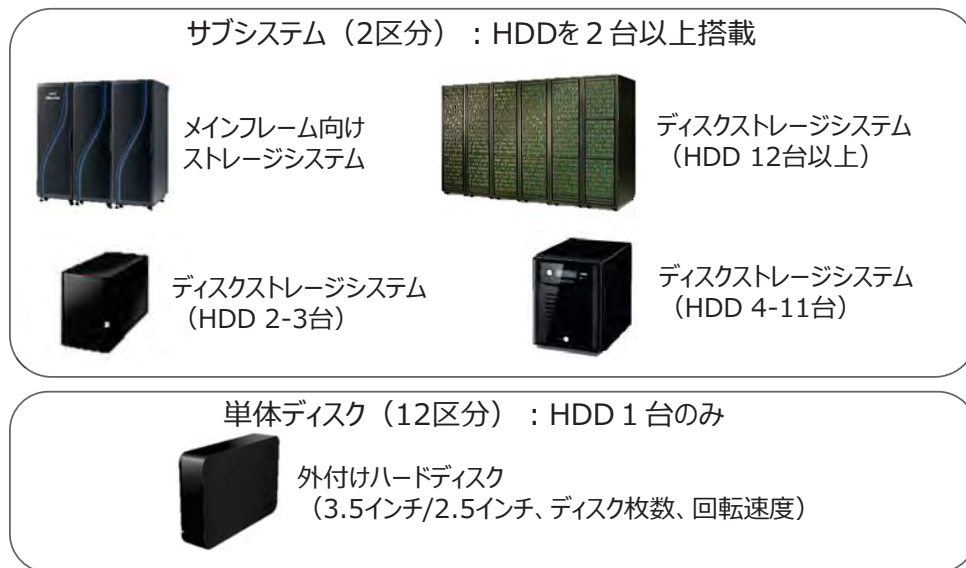 サブシステム（2区分）：HDDを２台以上搭載
メインフレーム向け
ストレージシステム
ディスクストレージシステム
（HDD 12台以上）
ディスクストレージシステム
（HDD 2-3台）
ディスクストレージシステム
（HDD 4-11台）
単体ディスク（12区分）：HDD１台のみ
外付けハードディスク
（3.5インチ/2.5インチ、ディスク枚数、回転速度）